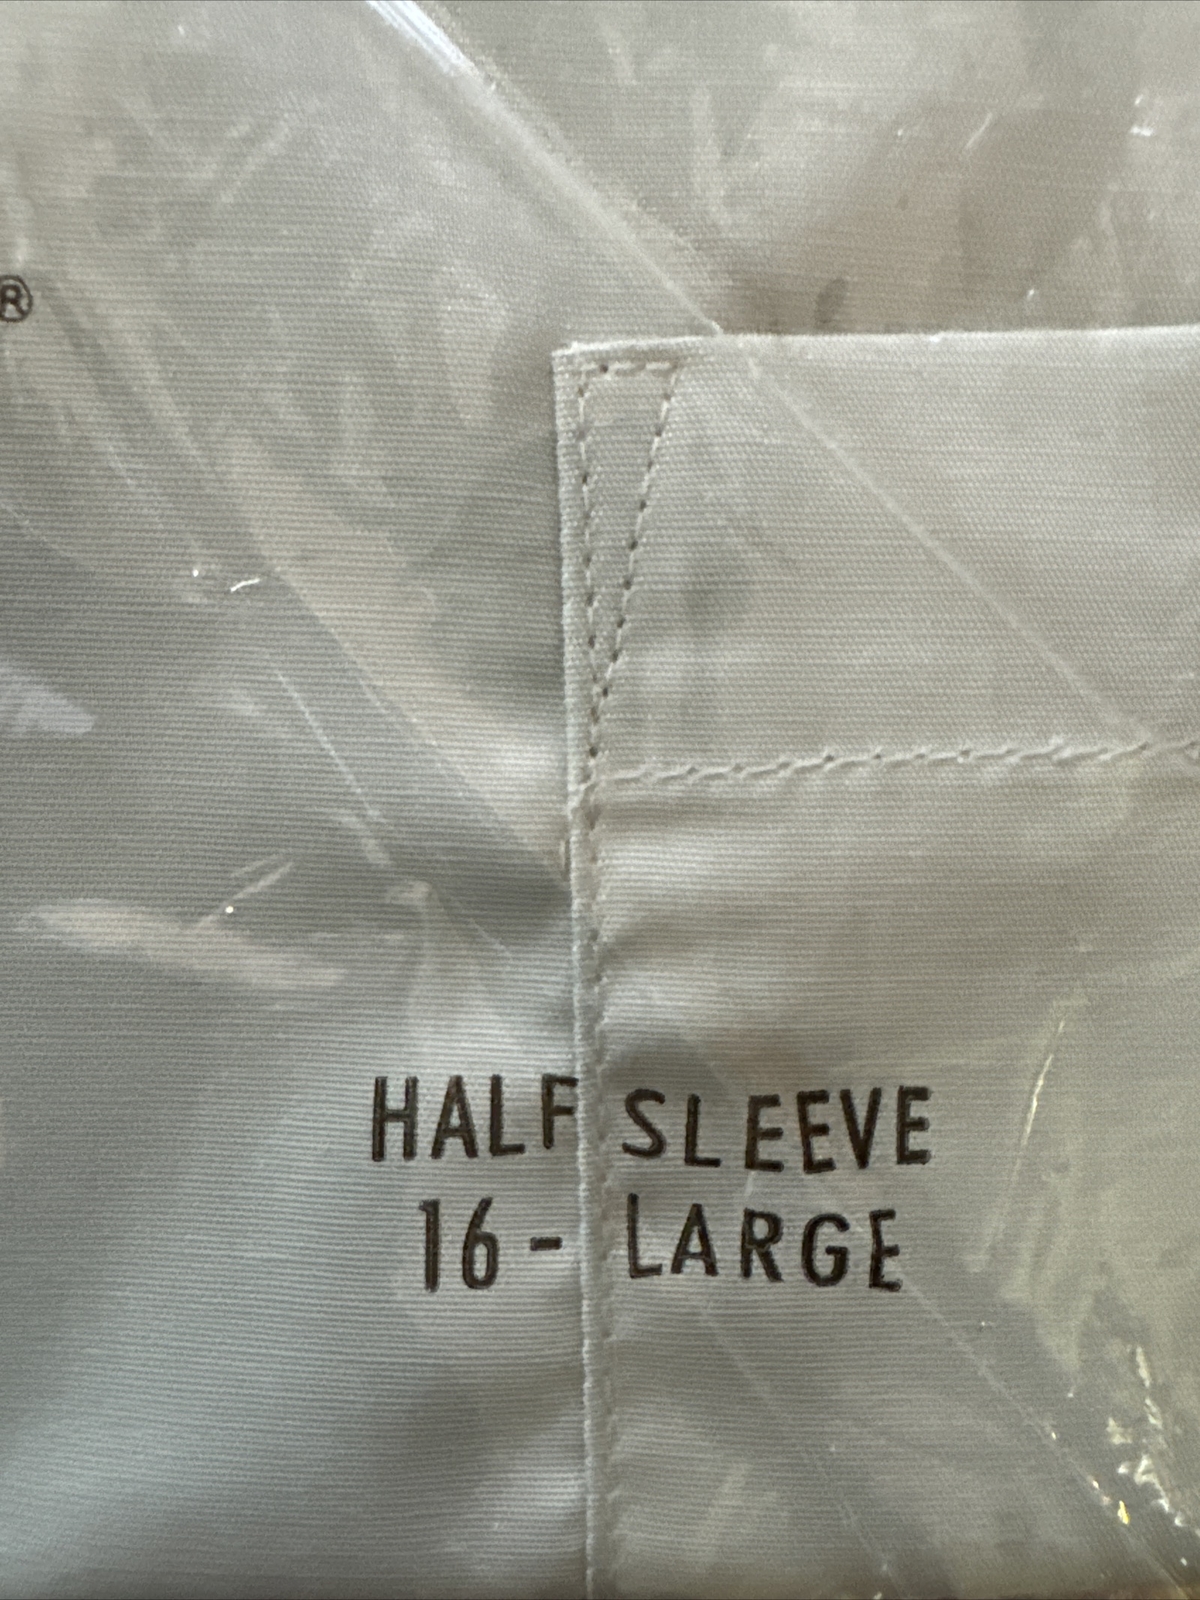 ®
HALF SLEEVE
16 - LARGE